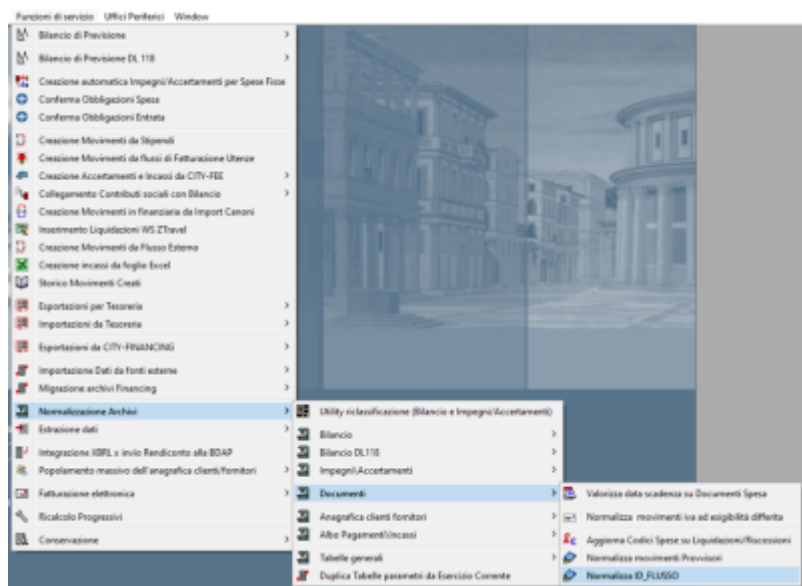 Funzioni di servizio Uffici Periferici Window
Bilancio di Previsione
Bilancio di Previsione DL 118
Creazione automatica Impegni/Accertamenti per Spese Fisse
Conferma Obbligazioni Spesa
Conferma Obbligazioni Entrata
Creazione Movimenti da Stipendi
Creazione Movimenti da flussi di Fatturazione Utenze
Creazione Accertamenti e Incassi da CITY-FEE
Collegamento Contributi sociali con Bilancio
Creazione Movimenti in finanziaria da Import Canoni
Inserimento Liquidazioni WS ZTravel
Creazione Movimenti da Flusso Esterno
Creazione incassi da foglio Excel
Storico Movimenti Creati
Esportazioni per Tesoreria
Importazioni da Tesoreria
Esportazioni da CITY-FINANCING
Importazione Dati da fonti esterne
Migrazione archivi Financing
Normalizzazione Archivi
Estrazione dati
Integrazione XBRL x invio Rendiconto alla BDAP
Popolamento massivo dell'anagrafica clienti/fornitori
Fatturazione elettronica
Ricalcolo Progressivi
Conservazione
Utility riclassificazione (Bilancio e Impegni/Accertamenti)
Bilancio
Bilancio DL118
Impegni\Accertamenti
Documenti
Anagrafica clienti fornitori
Albo Pagamenti\Incassi
Tabelle generali
Duplica Tabelle parametri da Esercizio Corrente
Valorizza data scadenza su Documenti Spesa
Normalizza movimenti iva ad esigibilità differita
Aggiorna Codici Spese su Liquidazioni/Riscossioni
Normalizza movimenti Provvisori
Normalizza ID_FLUSSO